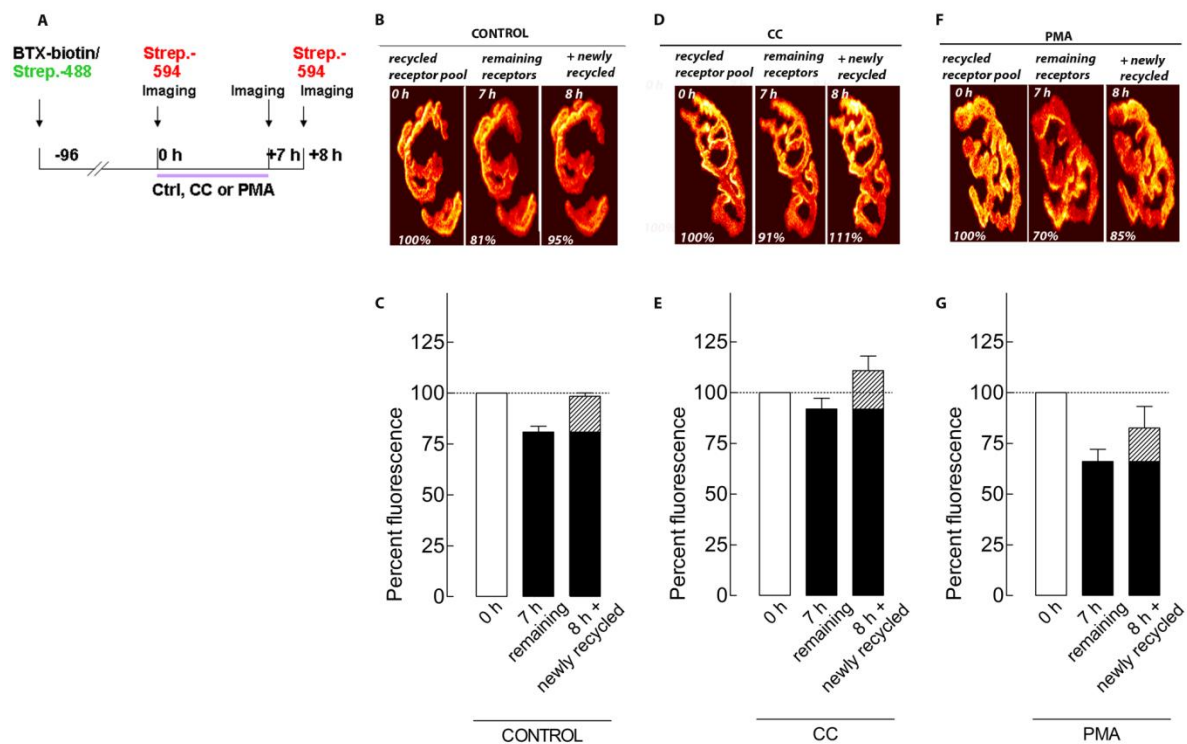 A
BTX-biotin/
Strep.-488
Strep.-
594
Strep.-
594
Imaging
Imaging
Imaging
-96
0 h
+7 h
+8 h
Ctrl, CC or PMA
B
CONTROL
recycled
receptor pool
remaining
receptors
+ newly
recycled
0 h
7 h
8 h
100%
81%
95%
D
CC
recycled
receptor pool
remaining
receptors
+ newly
recycled
0 h
7 h
8 h
100%
91%
111%
F
PMA
recycled
receptor pool
remaining
receptors
+ newly
recycled
0 h
7 h
8 h
100%
70%
85%
C
Percent fluorescence
125
100
75
50
25
0
0 h
7 h
remaining
8 h +
newly recycled
CONTROL
E
Percent fluorescence
125
100
75
50
25
0
0 h
7 h
remaining
8 h +
newly recycled
CC
G
Percent fluorescence
125
100
75
50
25
0
0 h
7 h
remaining
8 h +
newly recycled
PMA